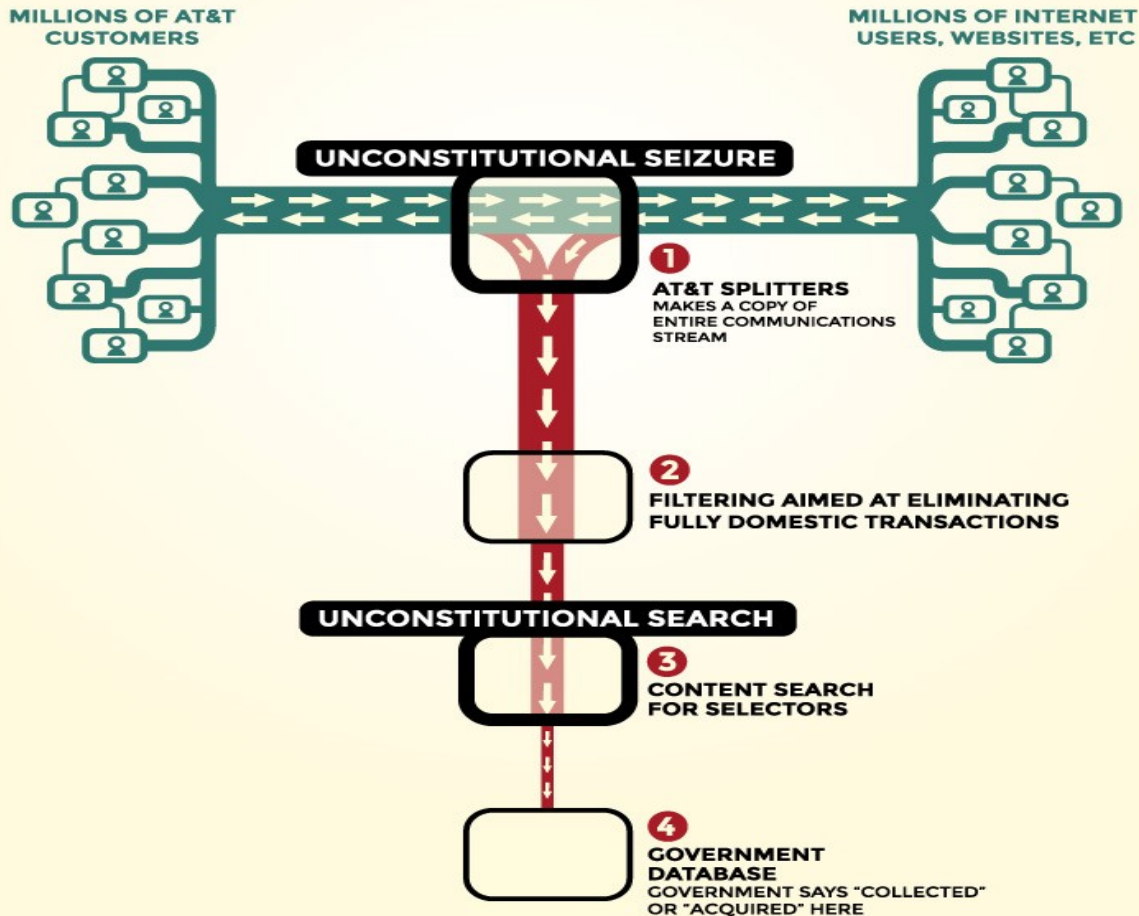 MILLIONS OF AT&T
CUSTOMERS
MILLIONS OF INTERNET
USERS, WEBSITES, ETC
UNCONSTITUTIONAL SEIZURE
1
AT&T SPLITTERS
MAKES A COPY OF
ENTIRE COMMUNICATIONS
STREAM
2
FILTERING AIMED AT ELIMINATING
FULLY DOMESTIC TRANSACTIONS
UNCONSTITUTIONAL SEARCH
3
CONTENT SEARCH
FOR SELECTORS
4
GOVERNMENT
DATABASE
GOVERNMENT SAYS "COLLECTED"
OR "ACQUIRED" HERE